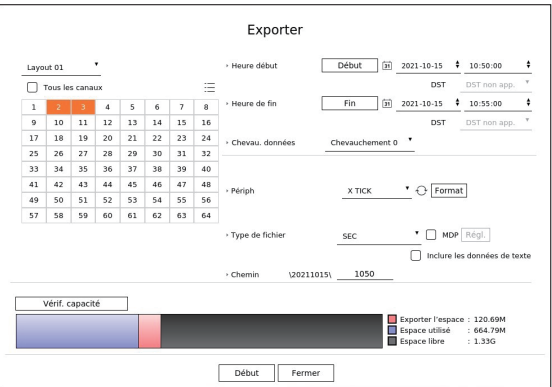 Exporter
Layout 01
Tous les canaux
1 2 3 4 5 6 7 8
9 10 11 12 13 14 15 16
17 18 19 20 21 22 23 24
25 26 27 28 29 30 31 32
33 34 35 36 37 38 39 40
41 42 43 44 45 46 47 48
49 50 51 52 53 54 55 56
57 58 59 60 61 62 63 64
Heure début Début 31 2021-10-15 10:50:00
DST DST non app.
Heure de fin Fin 31 2021-10-15 10:55:00
DST DST non app.
Chevau. données Chevauchement 0
Périph X TICK Format
Type de fichier SEC MDP Régl.
Inclure les données de texte
Chemin \20211015\ 1050
Vérif. capacité
Exporter l'espace : 120.69M
Espace utilisé : 664.79M
Espace libre : 1.33G
Début Fermer